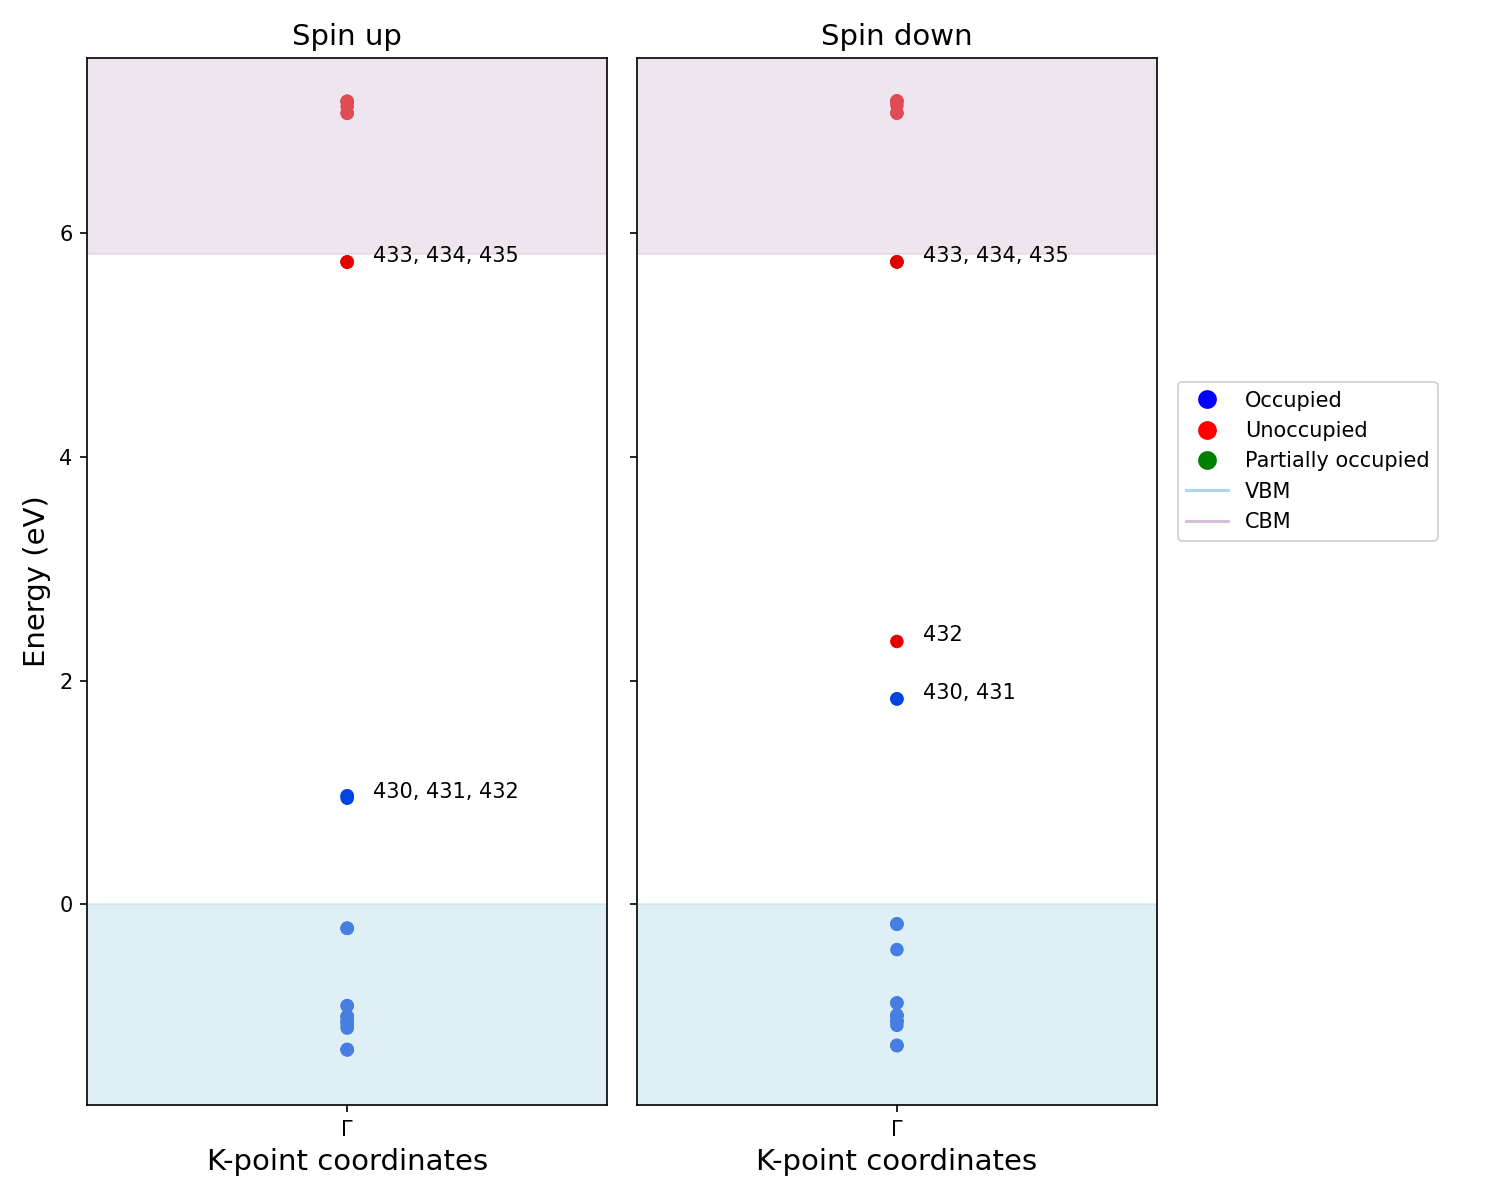 Spin up
Spin down
Energy (eV)
6
4
2
0
433, 434, 435
430, 431, 432
433, 434, 435
432
430, 431
Γ
Γ
K-point coordinates
K-point coordinates
Occupied
Unoccupied
Partially occupied
VBM
CBM